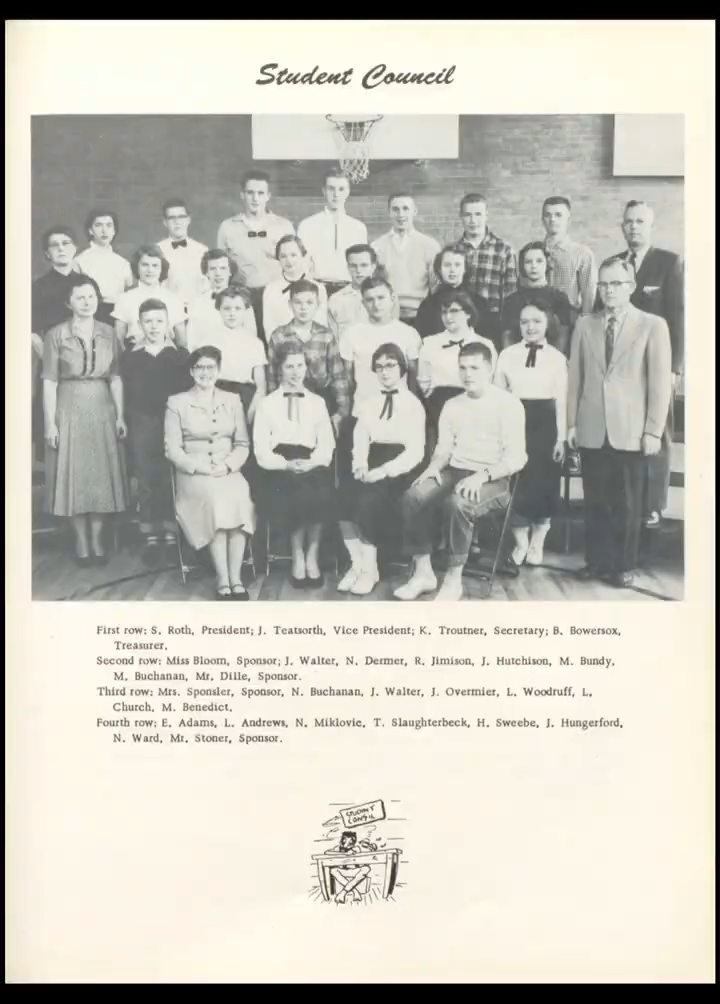 Student Council
First row: S. Roth, President; J. Teatsorth, Vice President; K. Troutner, Secretary; B. Bowersox,
Treasurer.
Second row: Miss Bloom, Sponsor; J. Walter, N. Dermer, R. Jimison, J. Hutchison, M. Bundy,
M. Buchanan, Mr. Dille, Sponsor.
Third row: Mrs. Sponsler, Sponsor, N. Buchanan, J. Walter, J. Overmier, L. Woodruff, L.
Church, M. Benedict.
Fourth row: E. Adams, L. Andrews, N. Miklovic, T. Slaughterbeck, H. Sweebe, J. Hungerford,
N. Ward, Mr. Stoner, Sponsor.
STUDENT